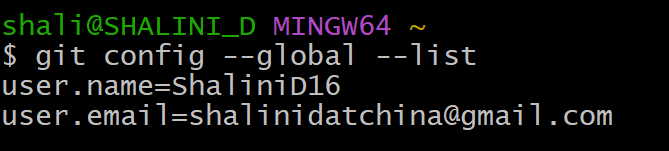 shali@SHALINI_D MINGW64 ~
$ git config --global --list
user.name=ShaliniD16
user.email=shalinidatchina@gmail.com